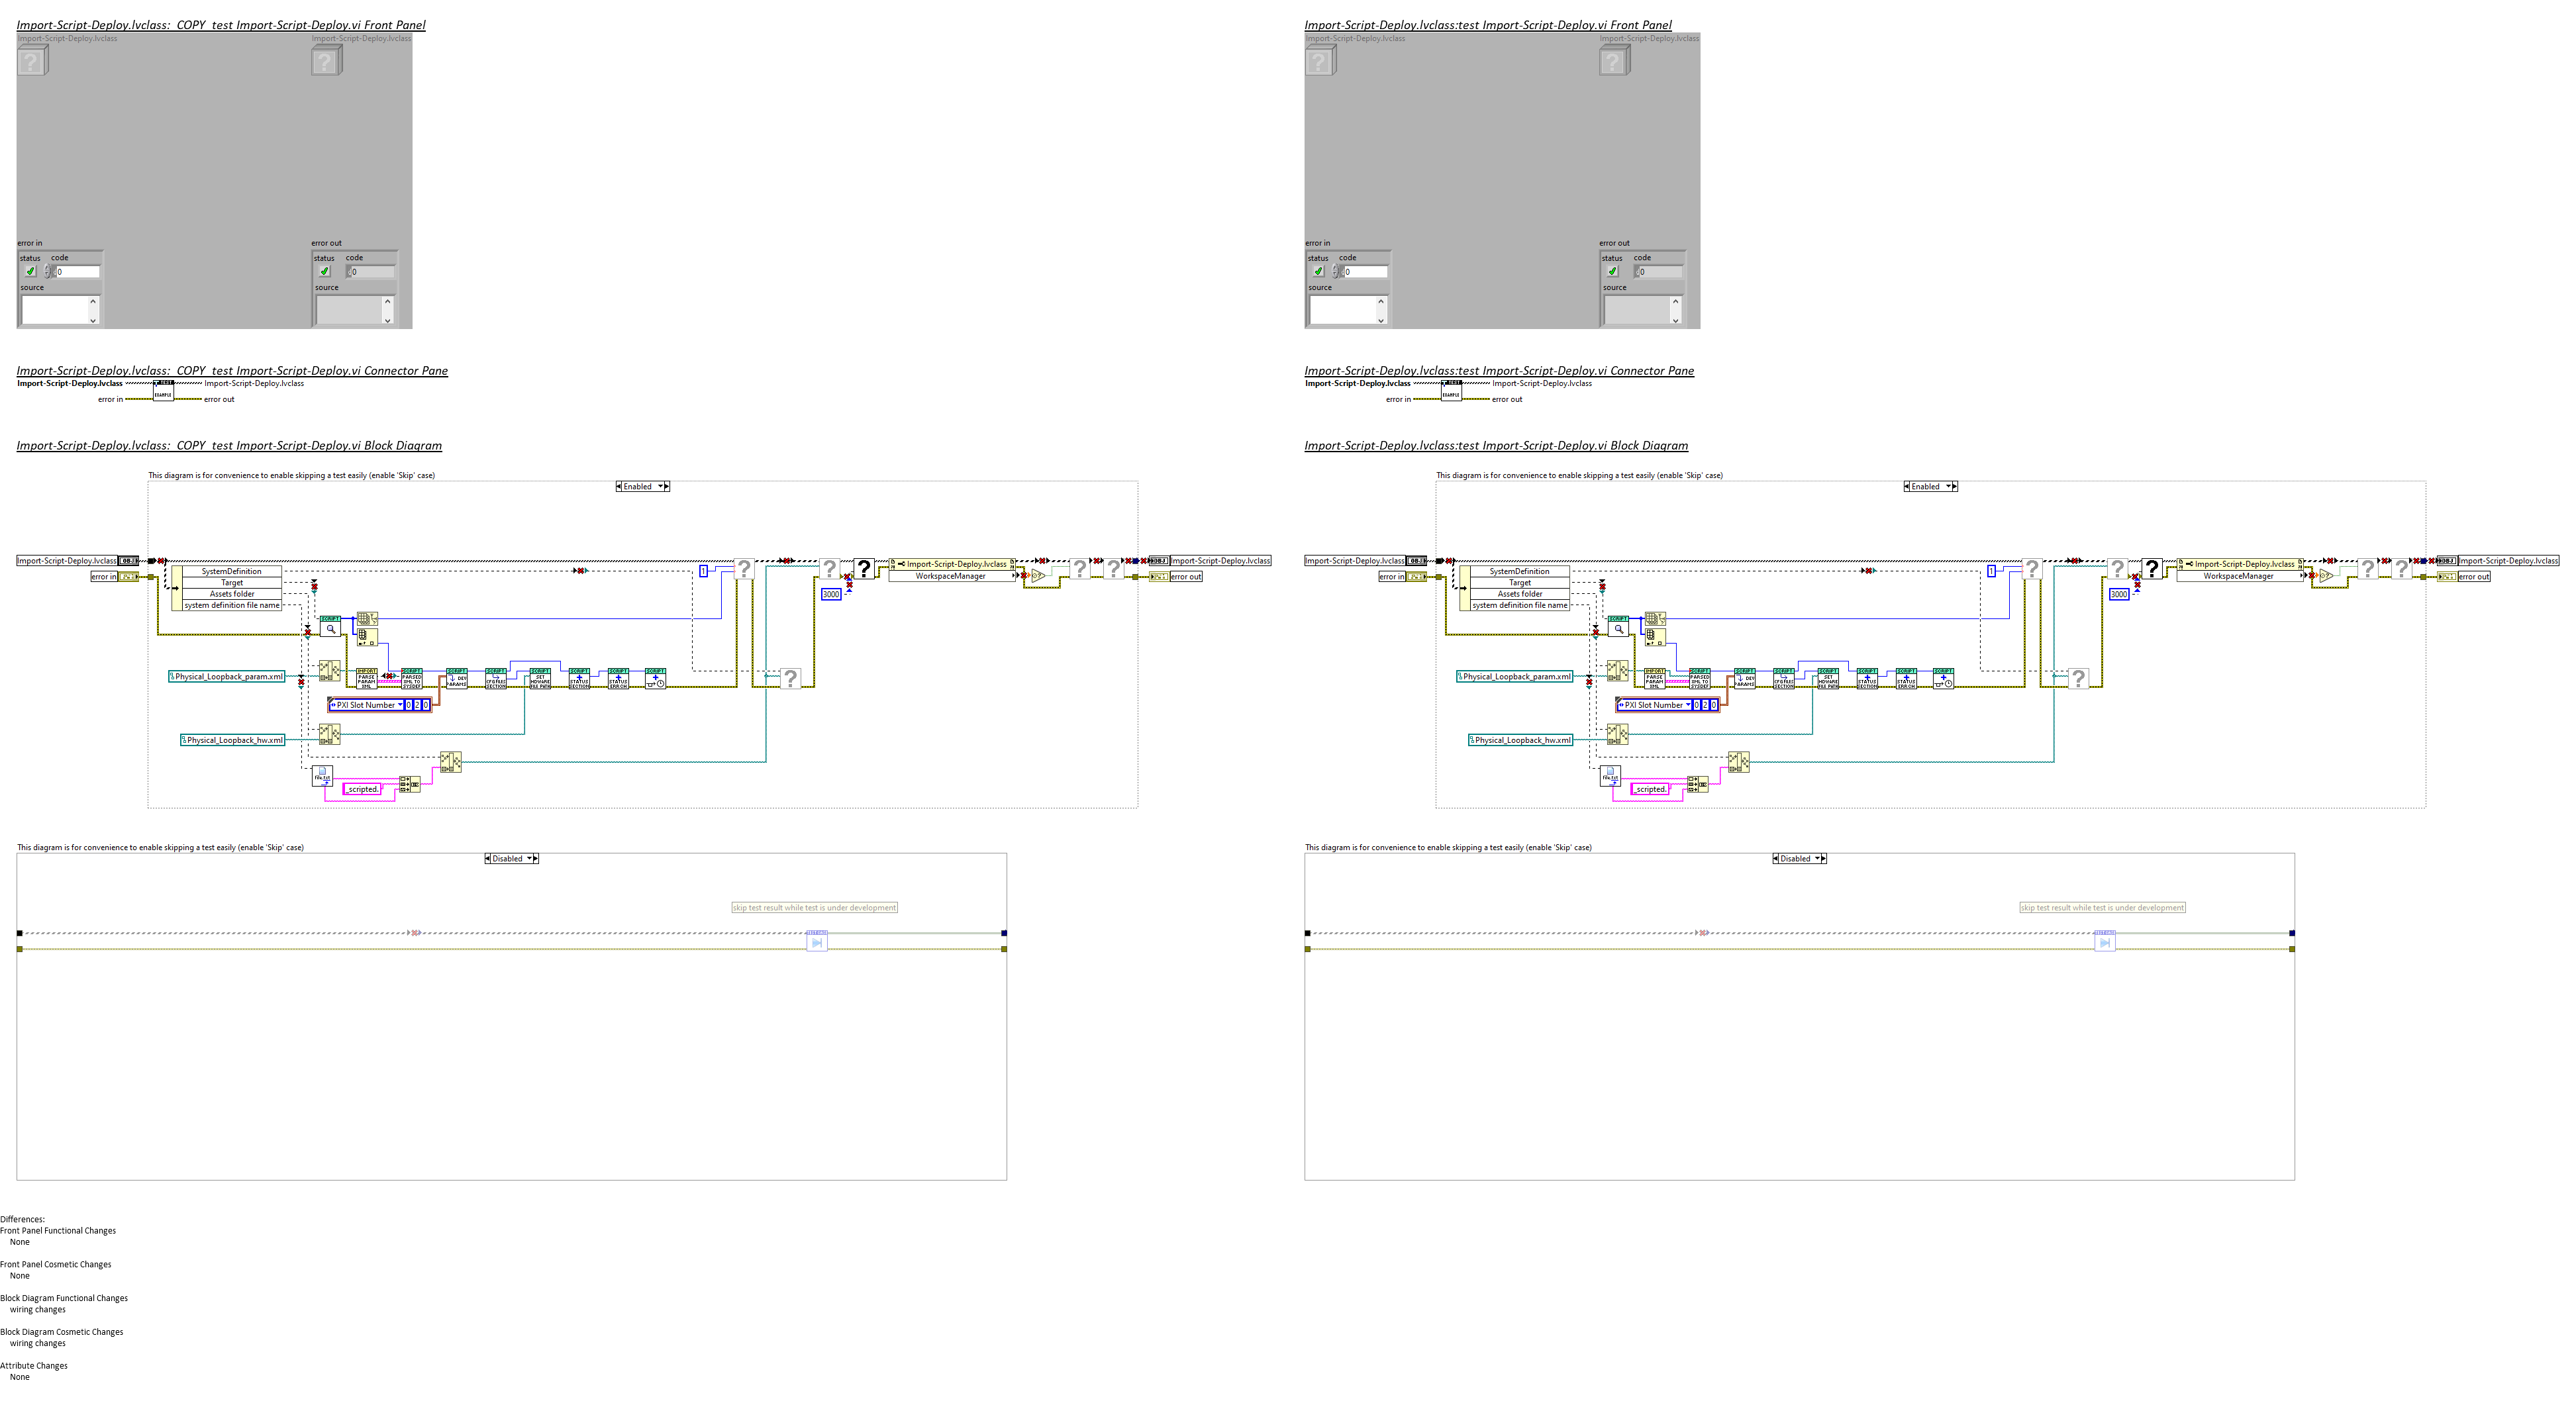 Import-Script-Deploy.lvclass:_COPY_test Import-Script-Deploy.vi Front Panel
Import-Script-Deploy.lvclass
Import-Script-Deploy.lvclass
error in
error out
status code
status code
0
0
source
source
Import-Script-Deploy.lvclass:_COPY_test Import-Script-Deploy.vi Connector Pane
Import-Script-Deploy.lvclass
Import-Script-Deploy.lvclass
error in
error out
Import-Script-Deploy.lvclass:_COPY_test Import-Script-Deploy.vi Block Diagram
This diagram is for convenience to enable skipping a test easily (enable 'Skip' case)
Enabled
Import-Script-Deploy.lvclass
error in
SystemDefinition
Target
Assets folder
system definition file name
1
3000
Import-Script-Deploy.lvclass
WorkspaceManager
Import-Script-Deploy.lvclass
error out
Physical_Loopback_param.xml
PXI Slot Number 0 2 0
Physical_Loopback_hw.xml
_scripted.
This diagram is for convenience to enable skipping a test easily (enable 'Skip' case)
Disabled
skip test result while test is under development
Import-Script-Deploy.lvclass:test Import-Script-Deploy.vi Front Panel
Import-Script-Deploy.lvclass
Import-Script-Deploy.lvclass
error in
error out
status code
status code
0
0
source
source
Import-Script-Deploy.lvclass:test Import-Script-Deploy.vi Connector Pane
Import-Script-Deploy.lvclass
Import-Script-Deploy.lvclass
error in
error out
Import-Script-Deploy.lvclass:test Import-Script-Deploy.vi Block Diagram
This diagram is for convenience to enable skipping a test easily (enable 'Skip' case)
Enabled
Import-Script-Deploy.lvclass
error in
SystemDefinition
Target
Assets folder
system definition file name
1
3000
Import-Script-Deploy.lvclass
WorkspaceManager
Import-Script-Deploy.lvclass
error out
Physical_Loopback_param.xml
PXI Slot Number 0 2 0
Physical_Loopback_hw.xml
_scripted.
This diagram is for convenience to enable skipping a test easily (enable 'Skip' case)
Disabled
skip test result while test is under development
Differences:
Front Panel Functional Changes
None
Front Panel Cosmetic Changes
None
Block Diagram Functional Changes
wiring changes
Block Diagram Cosmetic Changes
wiring changes
Attribute Changes
None